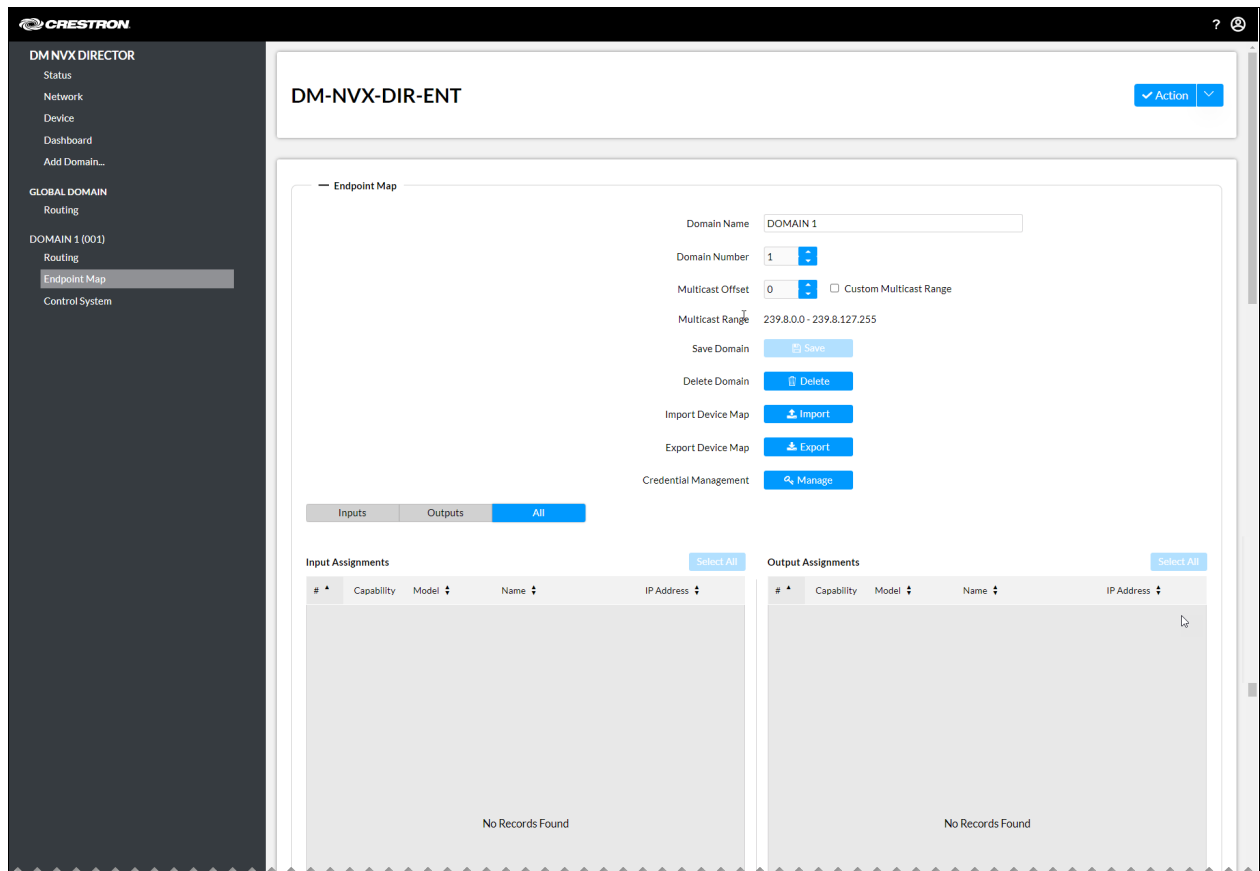 CRESTRON
?
DM NVX DIRECTOR
Status
Network
Device
Dashboard
Add Domain...
GLOBAL DOMAIN
Routing
DOMAIN 1 (001)
Routing
Endpoint Map
Control System
DM-NVX-DIR-ENT
Action
Endpoint Map
Domain Name DOMAIN 1
Domain Number 1
Multicast Offset 0 Custom Multicast Range
Multicast Range 239.8.0.0 - 239.8.127.255
Save Domain Save
Delete Domain Delete
Import Device Map Import
Export Device Map Export
Credential Management Manage
Inputs Outputs All
Input Assignments Select All
# Capability Model Name IP Address
No Records Found
Output Assignments Select All
# Capability Model Name IP Address
No Records Found